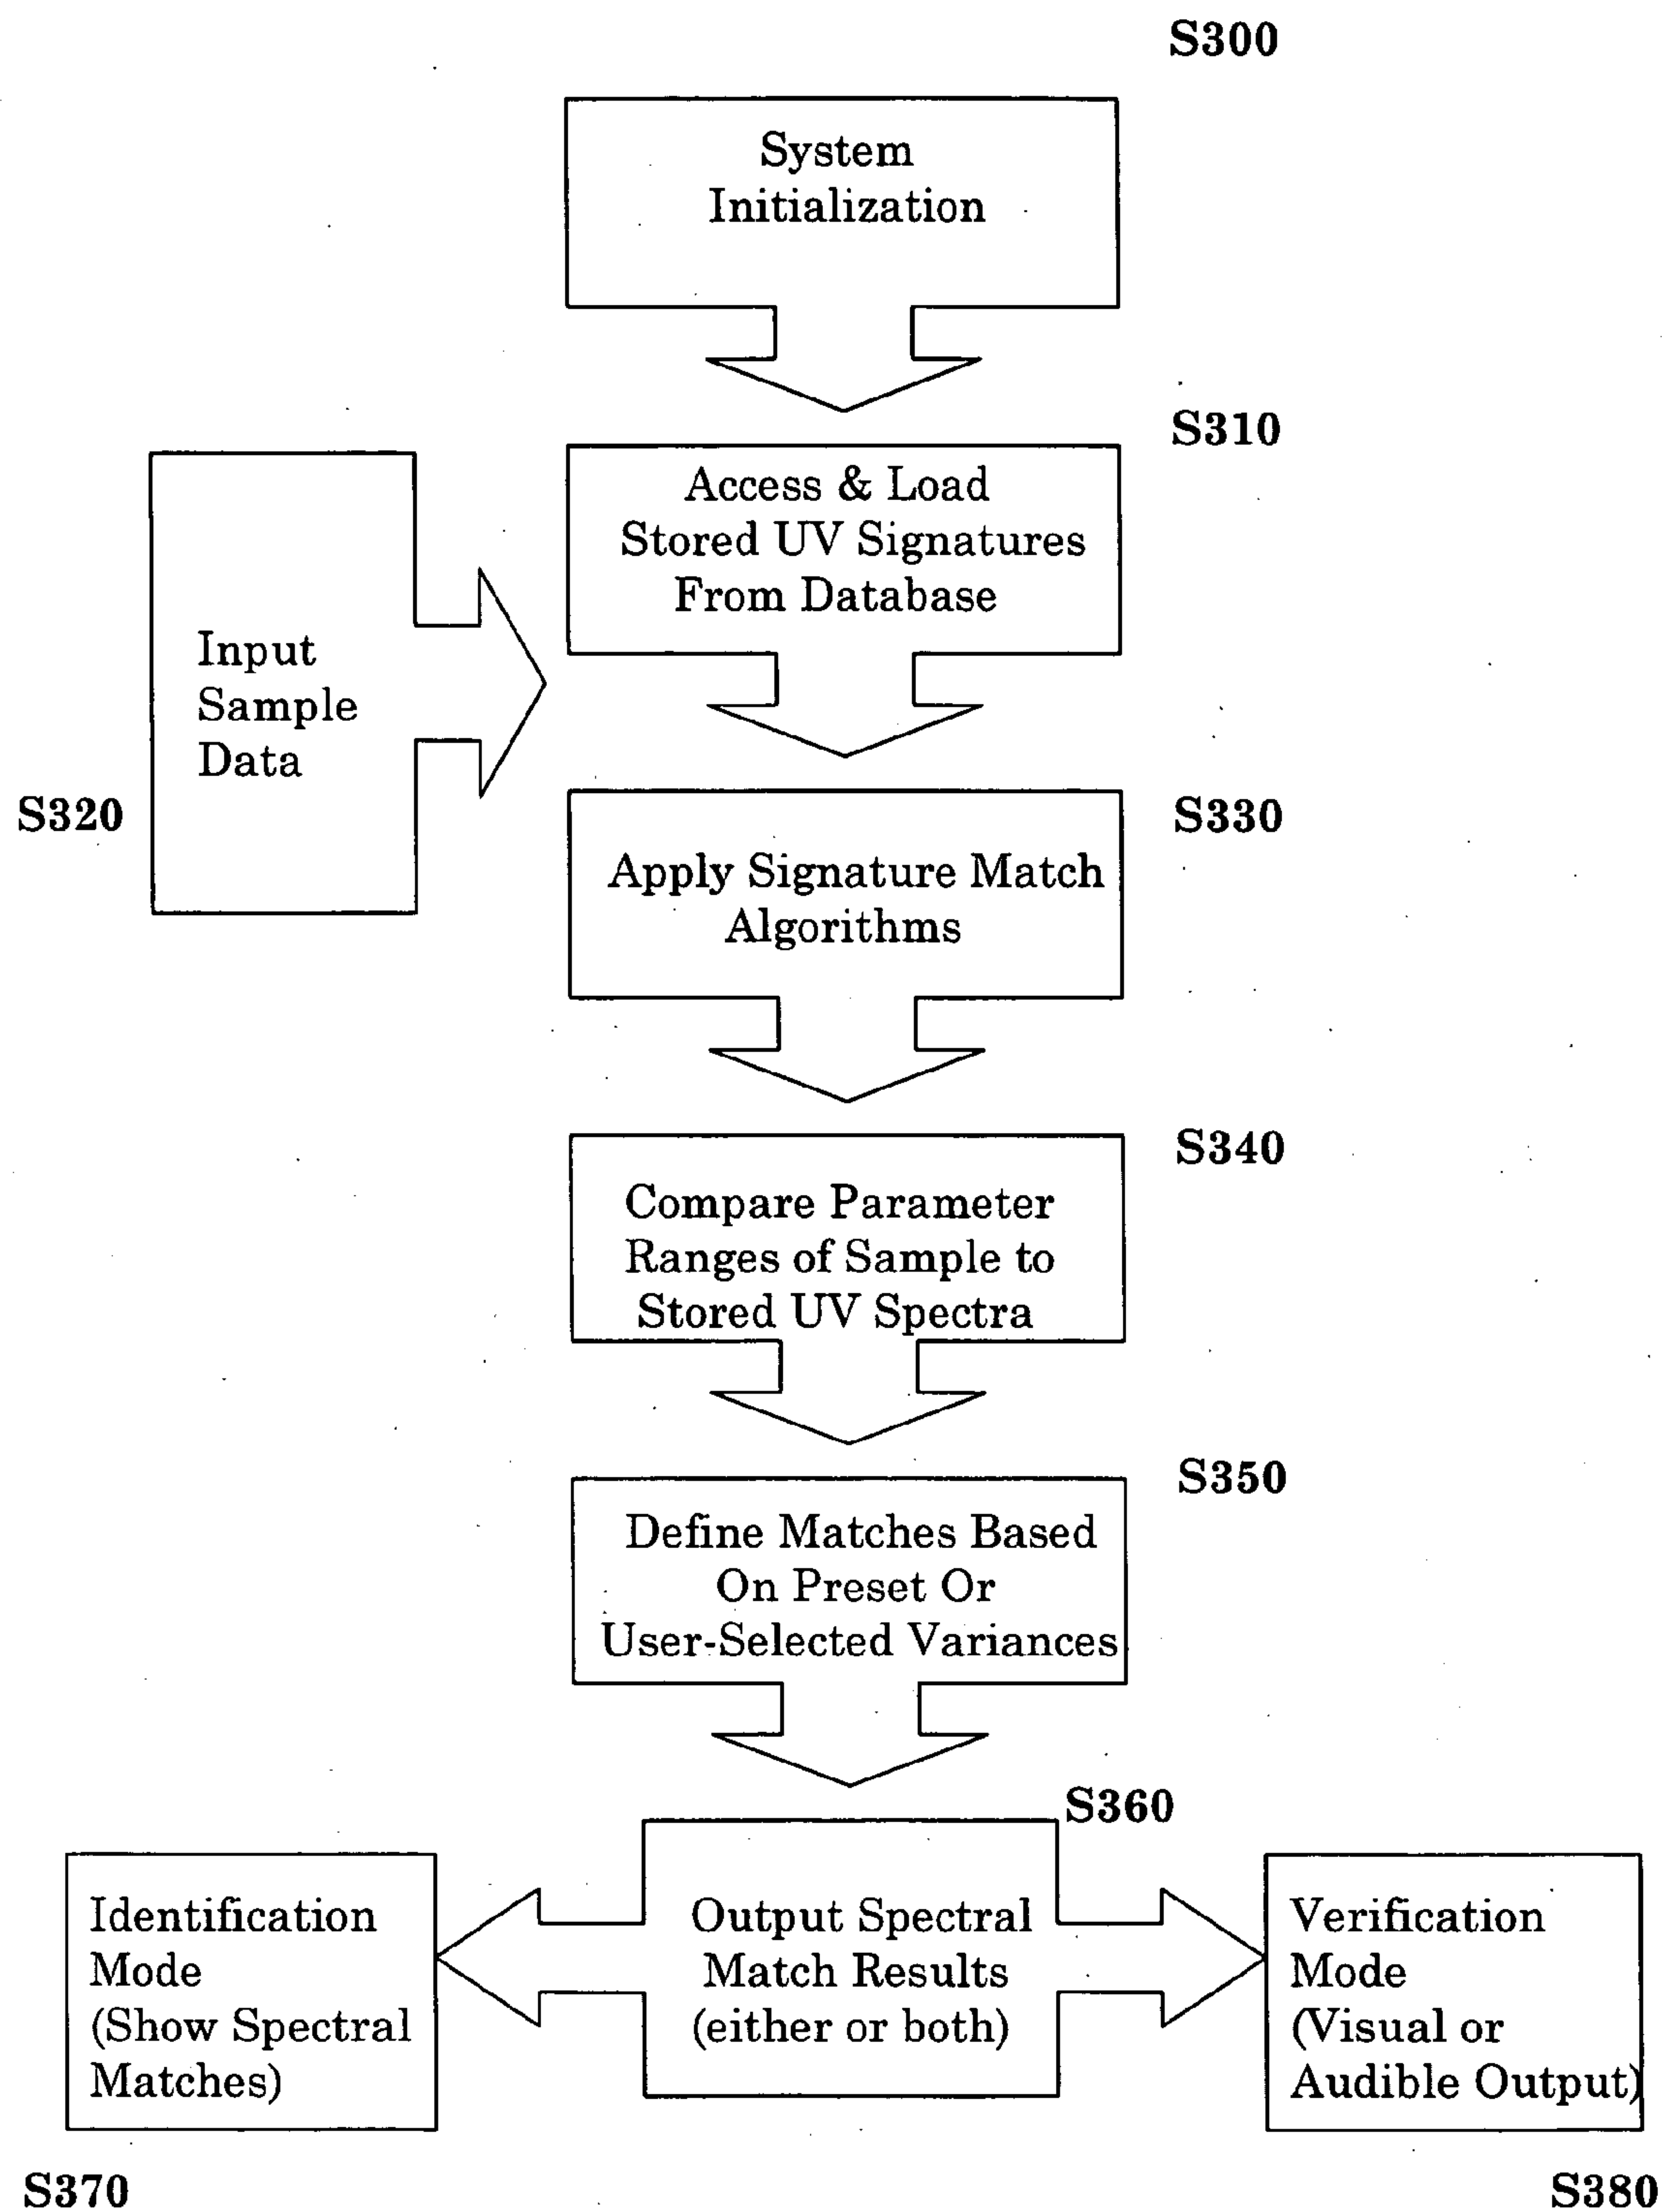 S300
System
Initialization
S310
Access & Load
Stored UV Signatures
From Database
Input
Sample
Data
S320
S330
Apply Signature Match
Algorithms
S340
Compare Parameter
Ranges of Sample to
Stored UV Spectra
S350
Define Matches Based
On Preset Or
User-Selected Variances
S360
Output Spectral
Match Results
(either or both)
Identification
Mode
(Show Spectral
Matches)
S370
Verification
Mode
(Visual or
Audible Output)
S380